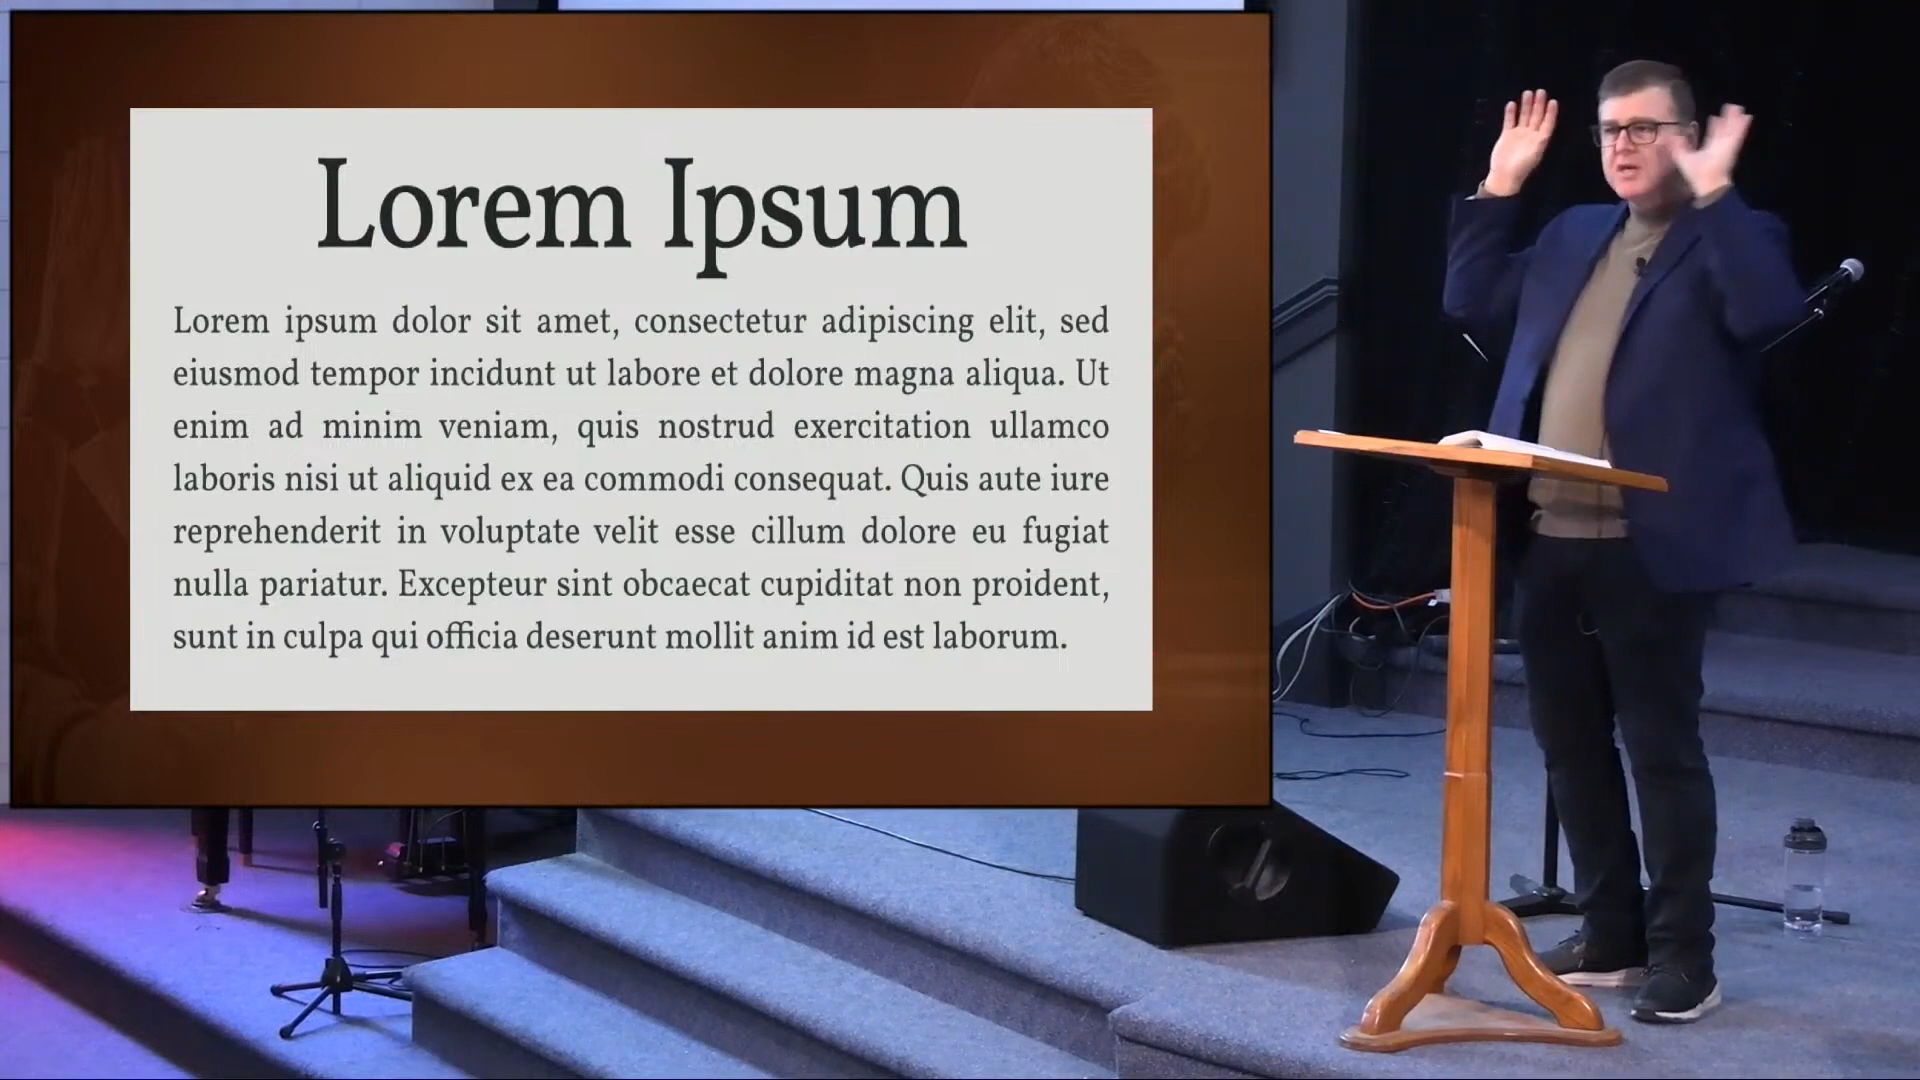 Lorem Ipsum
Lorem ipsum dolor sit amet, consectetur adipiscing elit, sed
eiusmod tempor incidunt ut labore et dolore magna aliqua. Ut
enim ad minim veniam, quis nostrud exercitation ullamco
laboris nisi ut aliquid ex ea commodi consequat. Quis aute iure
reprehenderit in voluptate velit esse cillum dolore eu fugiat
nulla pariatur. Excepteur sint obcaecat cupiditat non proident,
sunt in culpa qui officia deserunt mollit anim id est laborum.